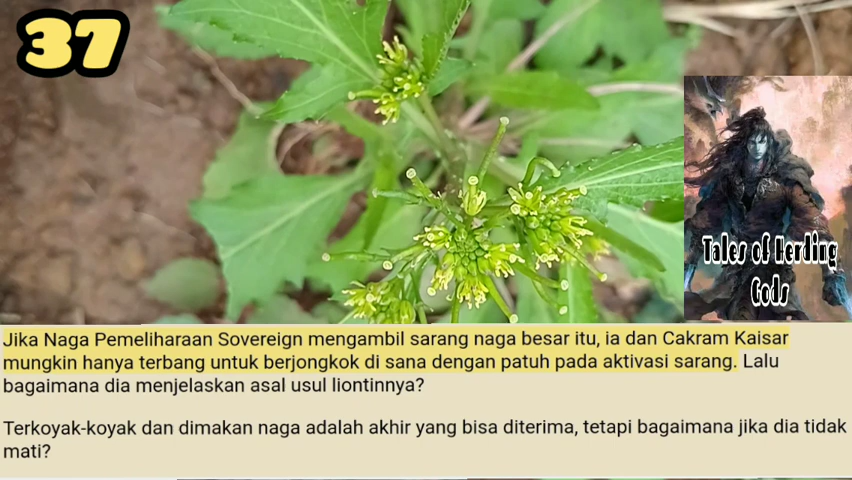 37
Tales of Herding
Gods
Jika Naga Pemeliharaan Sovereign mengambil sarang naga besar itu, ia dan Cakram Kaisar
mungkin hanya terbang untuk berjongkok di sana dengan patuh pada aktivasi sarang. Lalu
bagaimana dia menjelaskan asal usul liontinnya?
Terkoyak-koyak dan dimakan naga adalah akhir yang bisa diterima, tetapi bagaimana jika dia tidak
mati?